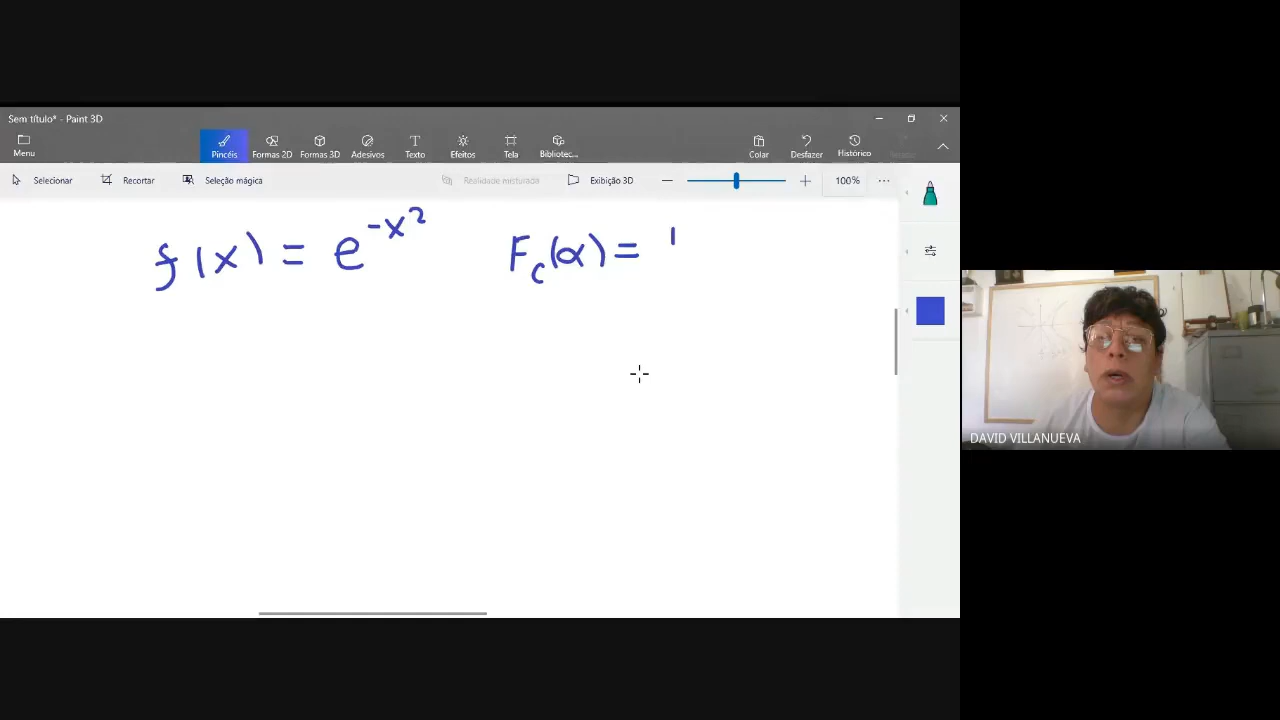 Sem título* - Paint 3D
Menu
Pincéis
Formas 2D
Formas 3D
Adesivos
Texto
Efeitos
Tela
Bibliotec...
Colar
Desfazer
Histórico
Selecionar
Recortar
Seleção mágica
Realidade misturada
Exibição 3D
100%
f(x) = e^{-x^2}
F_c(α) = 1
DAVID VILLANUEVA